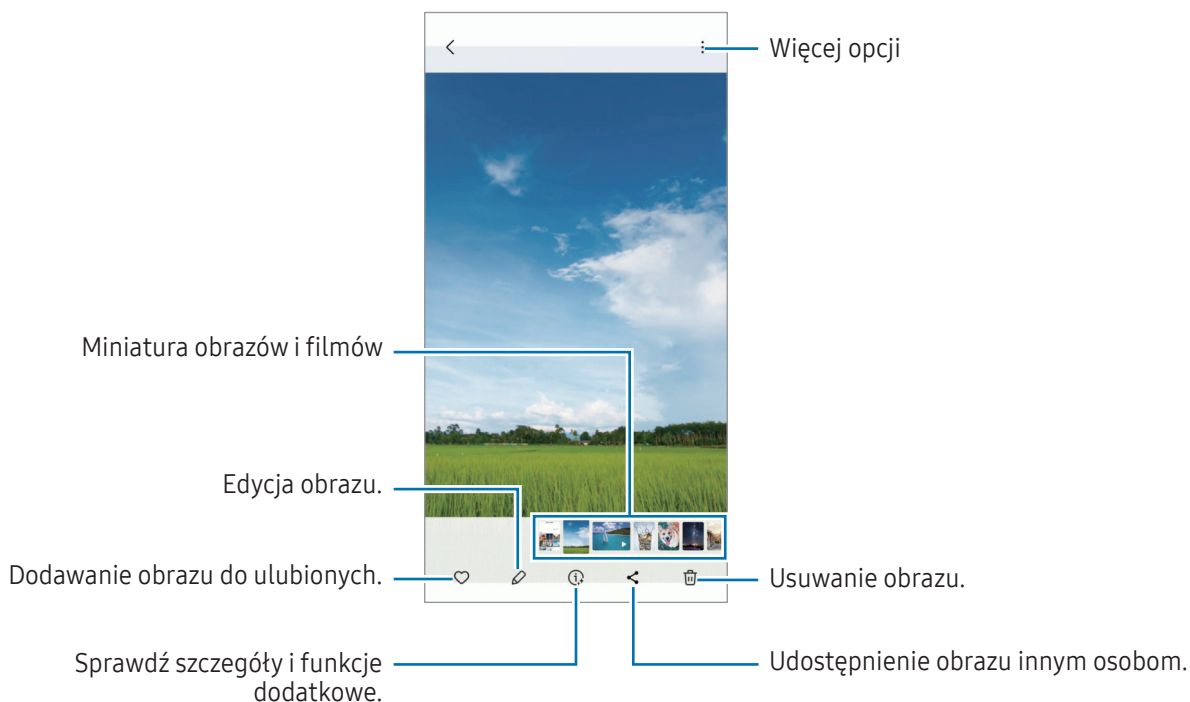 Więcej opcji
Miniatura obrazów i filmów
Edycja obrazu.
Dodawanie obrazu do ulubionych.
Usuwanie obrazu.
Sprawdź szczegóły i funkcje
dodatkowe.
Udostępnienie obrazu innym osobom.